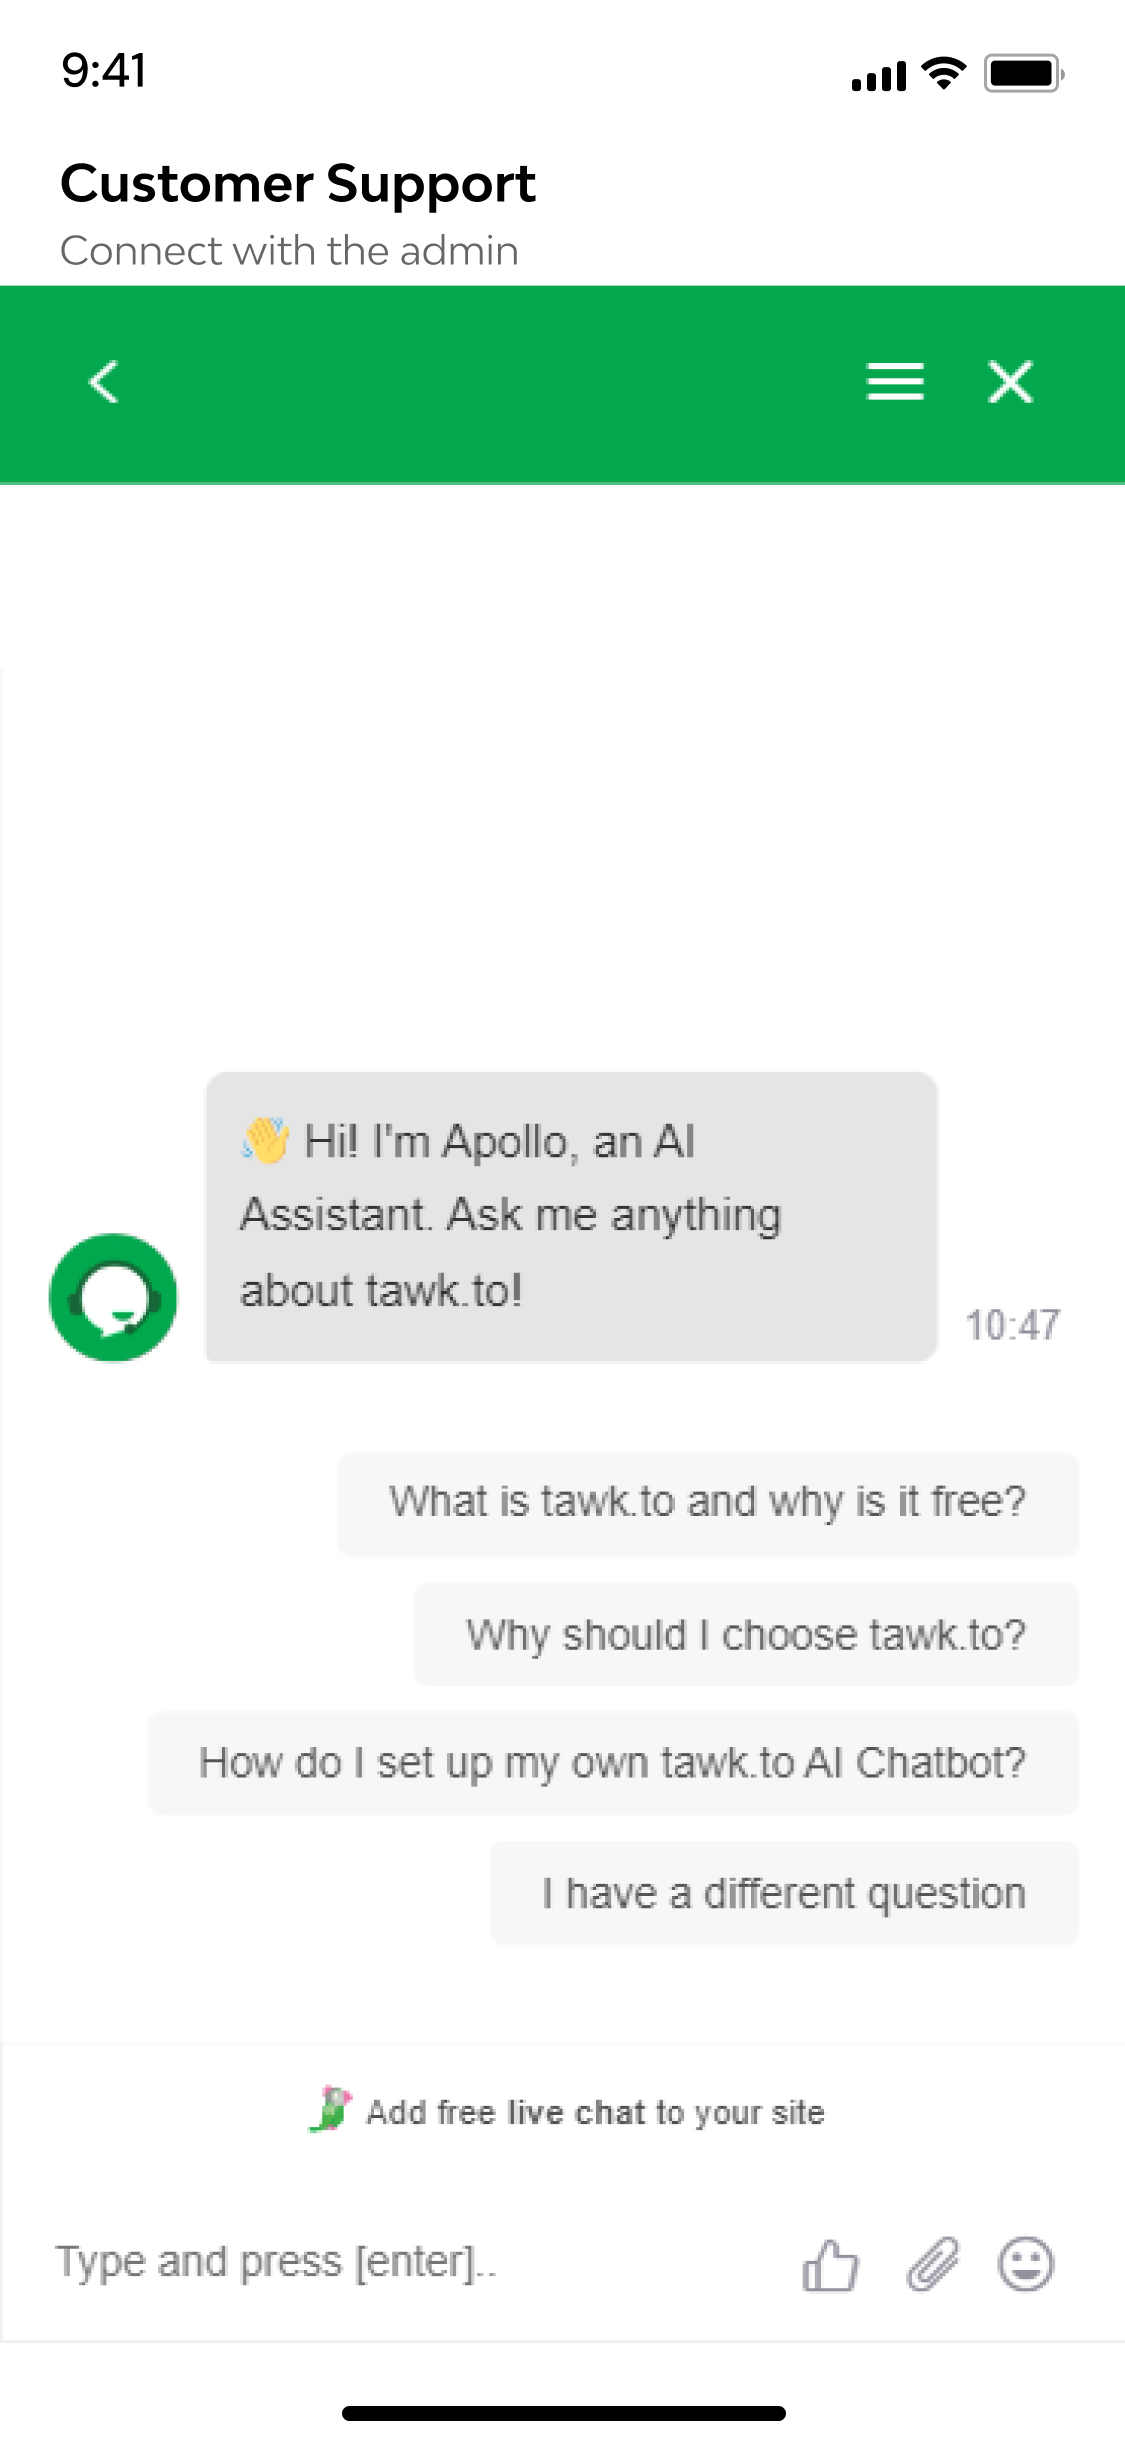 9:41
Customer Support
Connect with the admin
👋 Hi! I'm Apollo, an AI
Assistant. Ask me anything
about tawk.to!
10:47
What is tawk.to and why is it free?
Why should I choose tawk.to?
How do I set up my own tawk.to AI Chatbot?
I have a different question
Add free live chat to your site
Type and press [enter]..